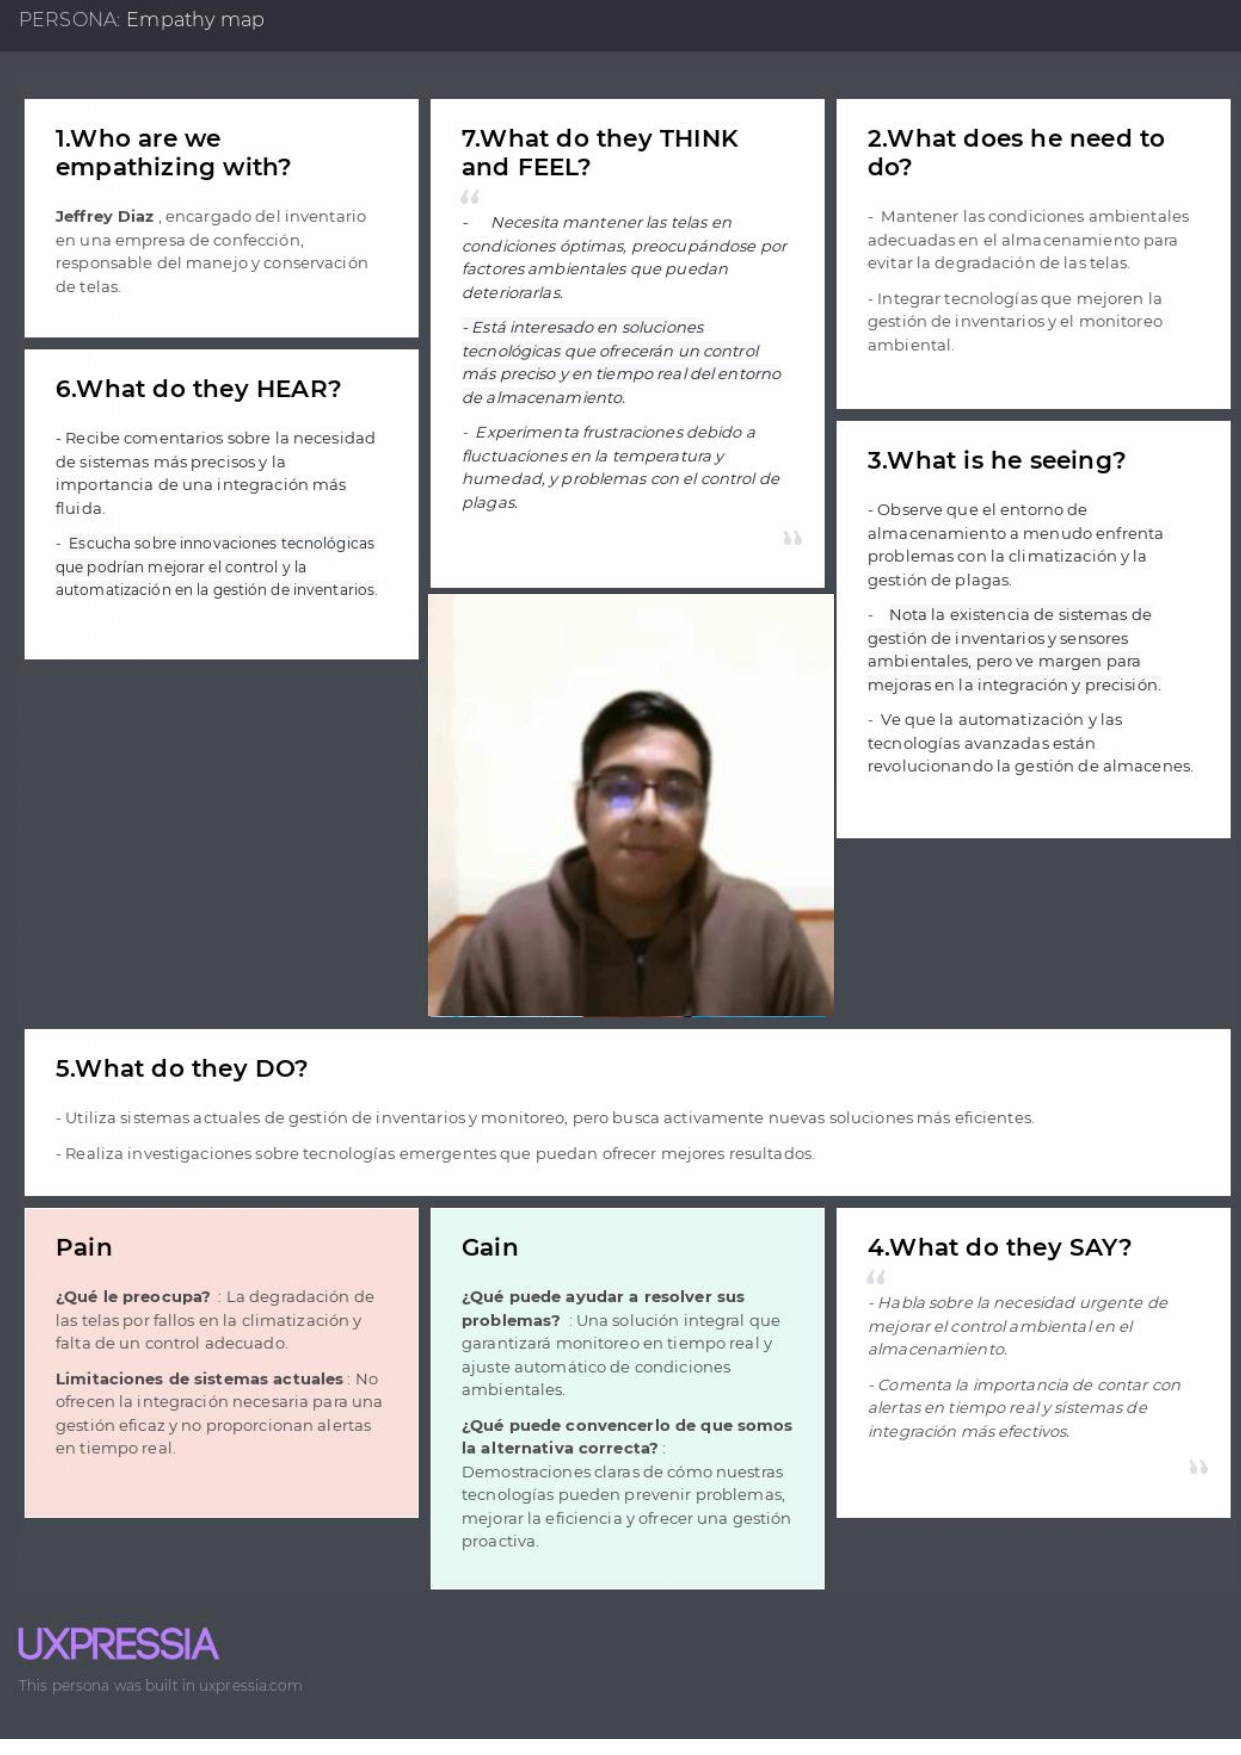 PERSONA: Empathy map
1.Who are we
empathizing with?
Jeffrey Diaz , encargado del inventario
en una empresa de confección,
responsable del manejo y conservación
de telas.
6.What do they HEAR?
- Recibe comentarios sobre la necesidad
de sistemas más precisos y la
importancia de una integración más
fluida.
- Escucha sobre innovaciones tecnológicas
que podrían mejorar el control y la
automatización en la gestión de inventarios.
7.What do they THINK
and FEEL?
“
- Necesita mantener las telas en
condiciones óptimas, preocupándose por
factores ambientales que puedan
deteriorarlas.
- Está interesado en soluciones
tecnológicas que ofrecerán un control
más preciso y en tiempo real del entorno
de almacenamiento.
- Experimenta frustraciones debido a
fluctuaciones en la temperatura y
humedad, y problemas con el control de
plagas.
”
2.What does he need to
do?
- Mantener las condiciones ambientales
adecuadas en el almacenamiento para
evitar la degradación de las telas.
- Integrar tecnologías que mejoren la
gestión de inventarios y el monitoreo
ambiental.
3.What is he seeing?
- Observe que el entorno de
almacenamiento a menudo enfrenta
problemas con la climatización y la
gestión de plagas.
- Nota la existencia de sistemas de
gestión de inventarios y sensores
ambientales, pero ve margen para
mejoras en la integración y precisión.
- Ve que la automatización y las
tecnologías avanzadas están
revolucionando la gestión de almacenes.
5.What do they DO?
- Utiliza sistemas actuales de gestión de inventarios y monitoreo, pero busca activamente nuevas soluciones más eficientes.
- Realiza investigaciones sobre tecnologías emergentes que puedan ofrecer mejores resultados.
Pain
¿Qué le preocupa? : La degradación de
las telas por fallos en la climatización y
falta de un control adecuado.
Limitaciones de sistemas actuales : No
ofrecen la integración necesaria para una
gestión eficaz y no proporcionan alertas
en tiempo real.
Gain
¿Qué puede ayudar a resolver sus
problemas? : Una solución integral que
garantizará monitoreo en tiempo real y
ajuste automático de condiciones
ambientales.
¿Qué puede convencerlo de que somos
la alternativa correcta? :
Demostraciones claras de cómo nuestras
tecnologías pueden prevenir problemas,
mejorar la eficiencia y ofrecer una gestión
proactiva.
4.What do they SAY?
“
- Habla sobre la necesidad urgente de
mejorar el control ambiental en el
almacenamiento.
- Comenta la importancia de contar con
alertas en tiempo real y sistemas de
integración más efectivos.
”
UXPRESSIA
This persona was built in uxpressia.com